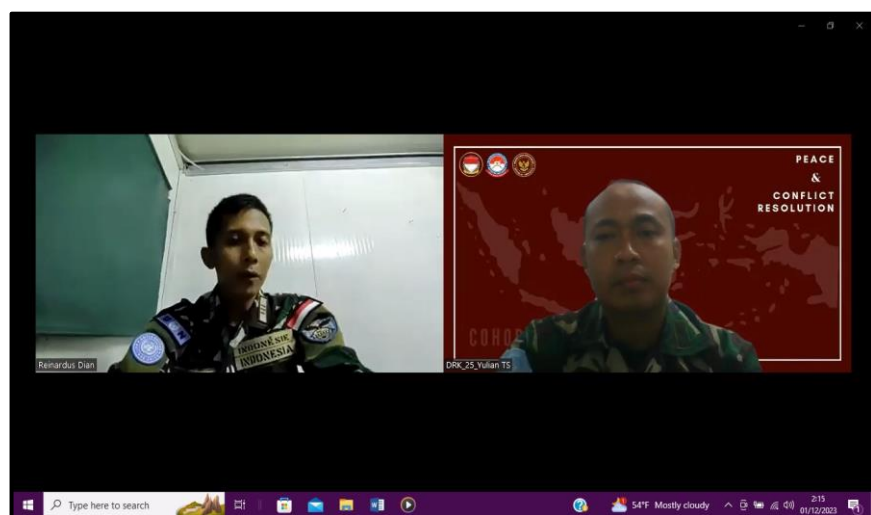 PEACE
&
CONFLICT
RESOLUTION
INDONESIA
Reinardus Dian
DRK_25_Yulian TS
Type here to search
54°F Mostly cloudy
2:15
01/12/2023